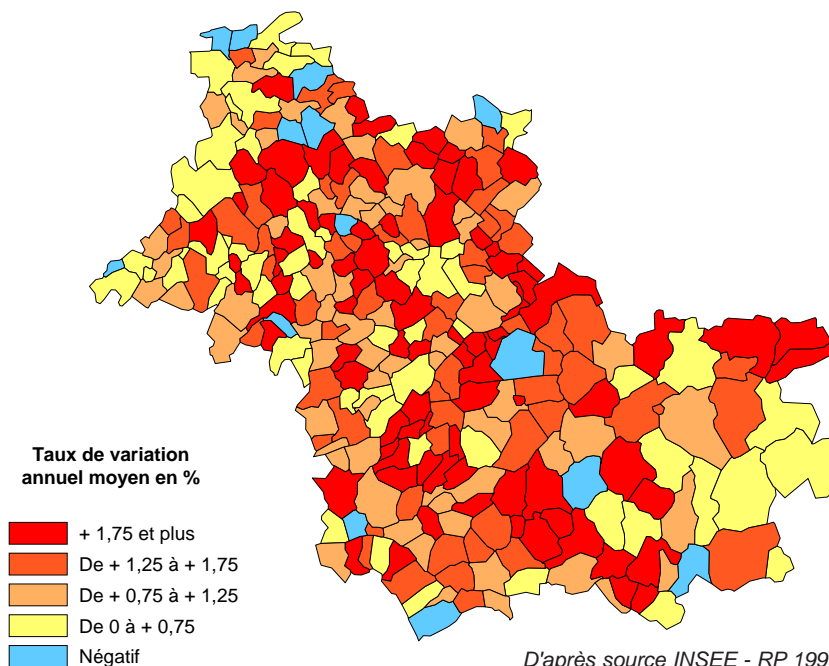 Taux de variation
annuel moyen en %
+ 1,75 et plus
De + 1,25 à + 1,75
De + 0,75 à + 1,25
De 0 à + 0,75
Négatif
D'après source INSEE - RP 199